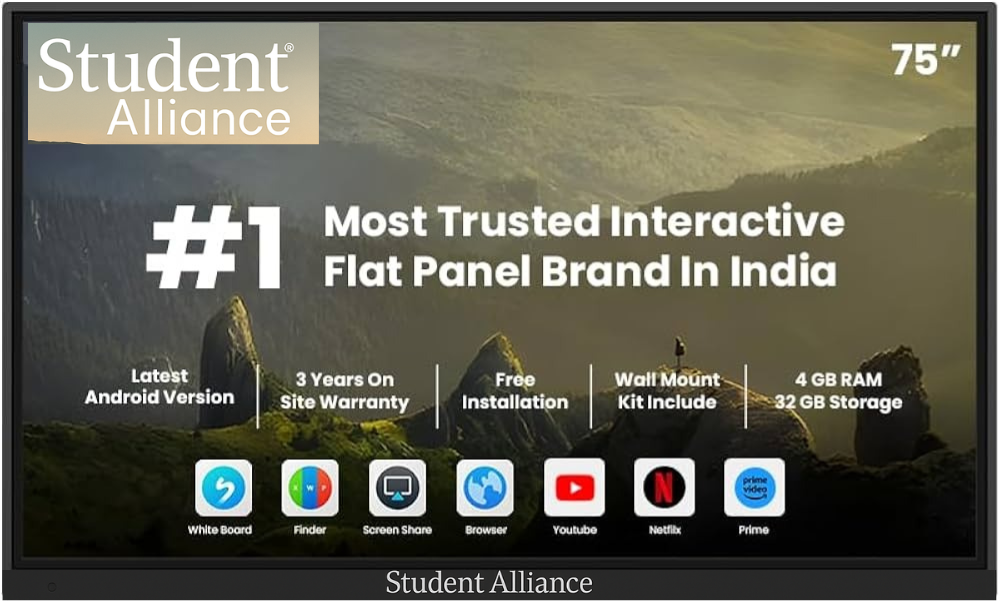 Student®
Alliance
75”
#1
Most Trusted Interactive
Flat Panel Brand In India
Latest
Android Version
3 Years On
Site Warranty
Free
Installation
Wall Mount
Kit Include
4 GB RAM
32 GB Storage
X W P
prime
video
White Board
Finder
Screen Share
Browser
Youtube
Netflix
Prime
Student Alliance